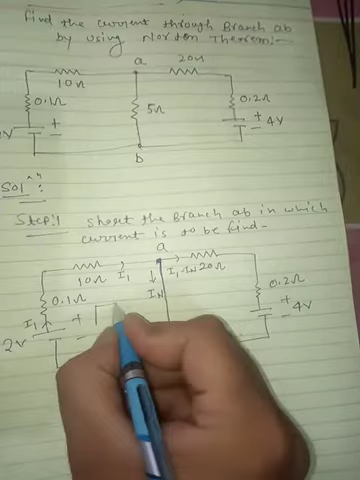 Find the current through Branch ab
by using Norton Theorem:-
a
20Ω
10Ω
0.1Ω
5Ω
0.2Ω
+
-
+
-
4V
V
b
Solⁿ:
Step:1 short the Branch ab in which
current is to be find-
a
10Ω
I₁
I₁-IN
20Ω
0.1Ω
IN
0.2Ω
I₁
+
-
+
-
4V
2V